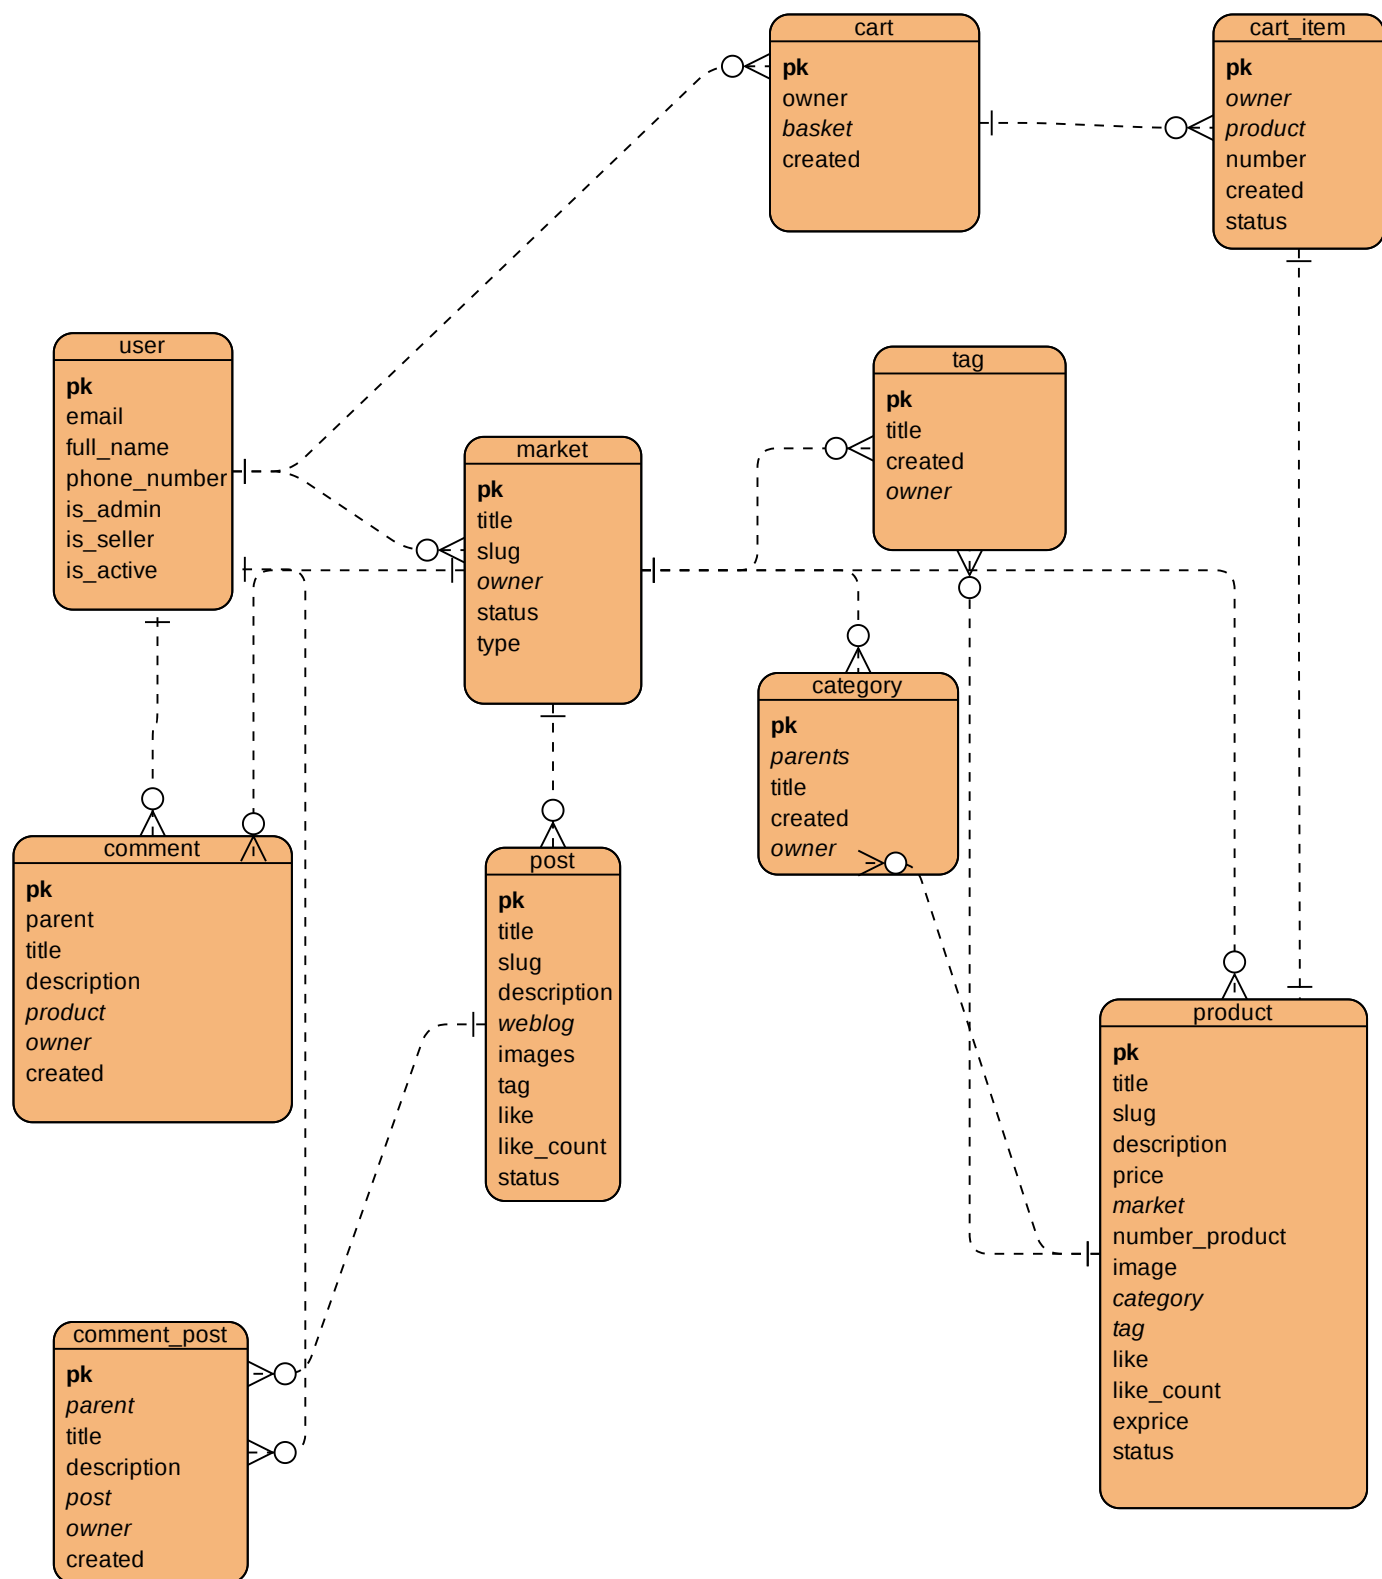 cart
pk
owner
basket
created
cart_item
pk
owner
product
number
created
status
user
pk
email
full_name
phone_number
is_admin
is_seller
is_active
market
pk
title
slug
owner
status
type
tag
pk
title
created
owner
category
pk
parents
title
created
owner
comment
pk
parent
title
description
product
owner
created
post
pk
title
slug
description
weblog
images
tag
like
like_count
status
product
pk
title
slug
description
price
market
number_product
image
category
tag
like
like_count
exprice
status
comment_post
pk
parent
title
description
post
owner
created